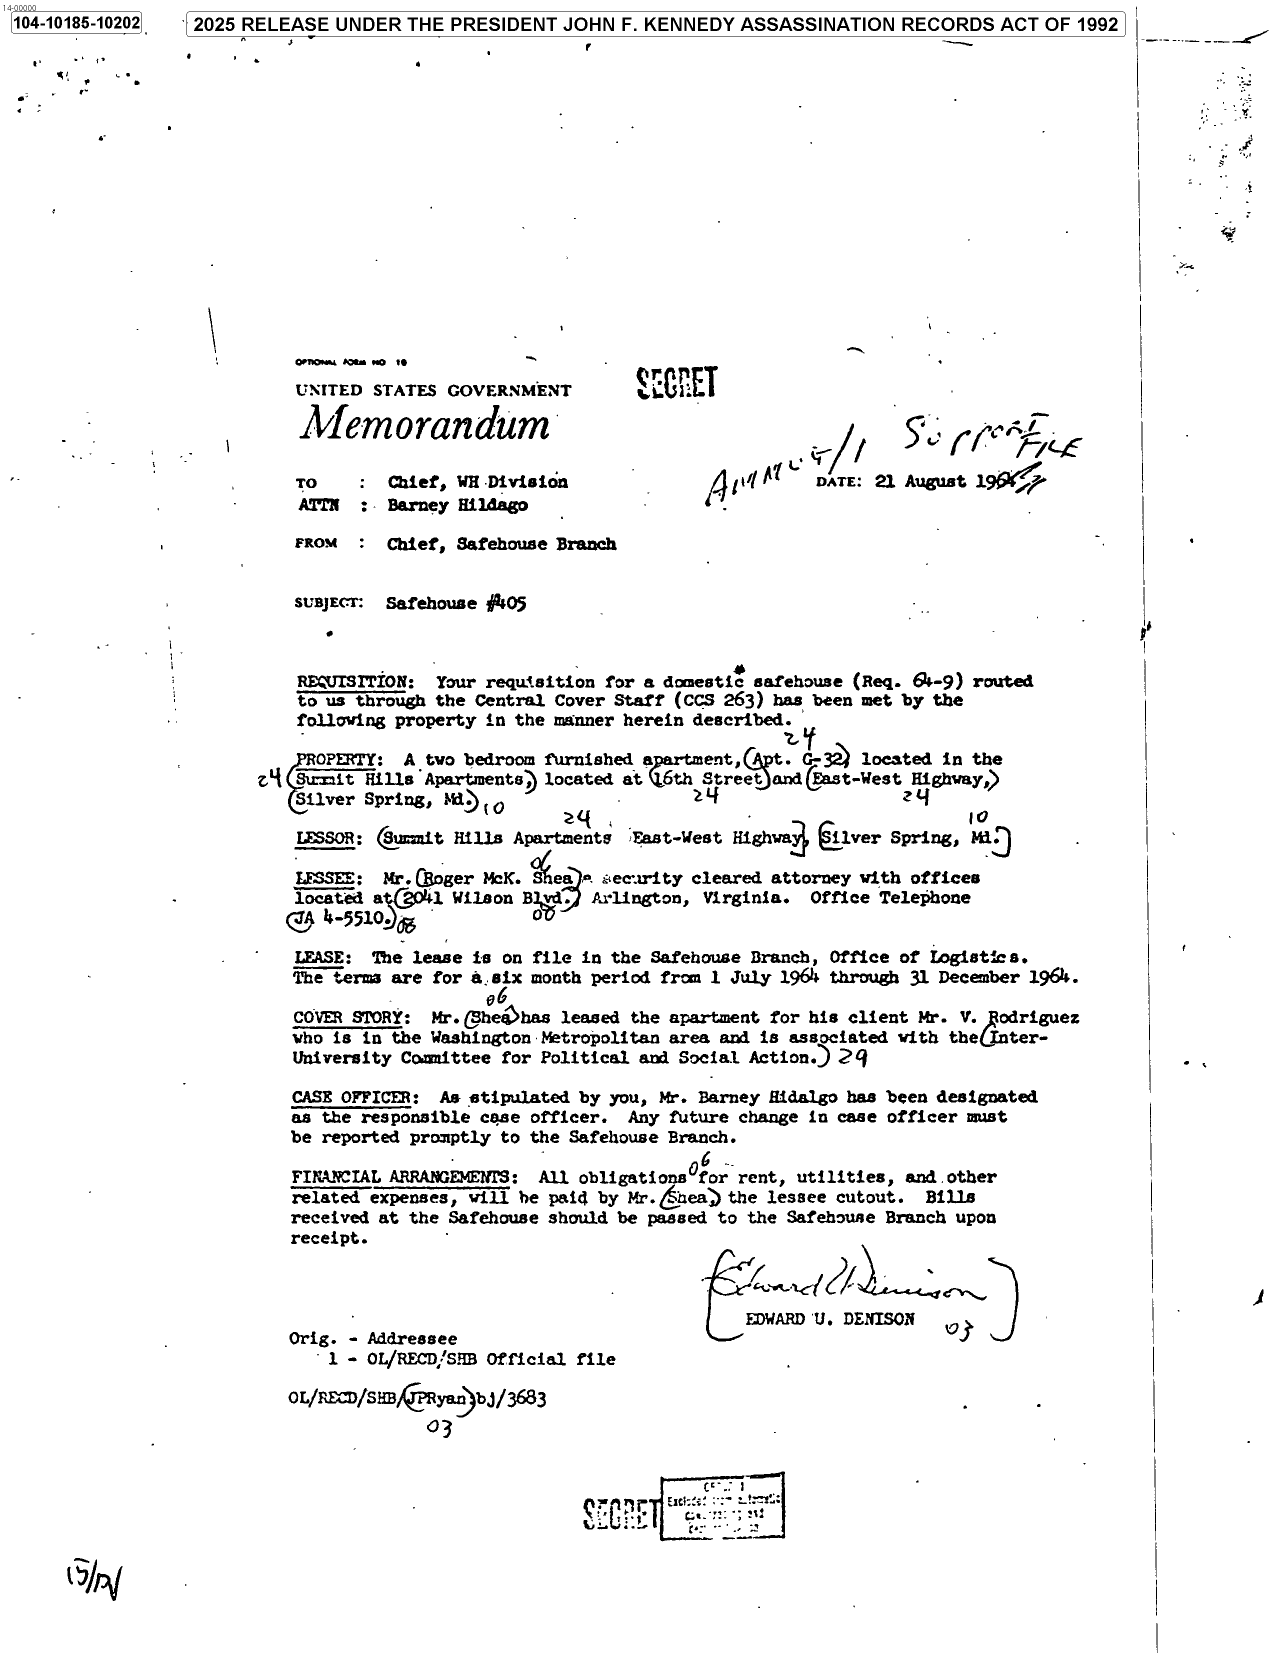 14-00000
104-10185-10202
2025 RELEASE UNDER THE PRESIDENT JOHN F. KENNEDY ASSASSINATION RECORDS ACT OF 1992
OPTIONAL FORM NO 10
UNITED STATES GOVERNMENT
SECRET
Memorandum
AMMUG/1 SUPPORT
FILE
TO : Chief, WH Division
DATE: 21 August 1964
ATTN : Barney Hildago
FROM : Chief, Safehouse Branch
SUBJECT: Safehouse #405
REQUISITION: Your requisition for a domestic safehouse (Req. 64-9) routed
to us through the Central Cover Staff (CCS 263) has been met by the
following property in the manner herein described.
24
PROPERTY: A two bedroom furnished apartment, (Apt. G-32) located in the
24 (Summit Hills Apartments,) located at (16th Street) and (East-West Highway,)
(Silver Spring, Md.) 10 24 24
24 10
LESSOR: (Summit Hills Apartments East-West Highway), (Silver Spring, Md.)
06
LESSEE: Mr. (Roger McK. Shea) a security cleared attorney with offices
located at (2041 Wilson Blvd.) Arlington, Virginia. Office Telephone
(JA 4-5510.) 08 08
LEASE: The lease is on file in the Safehouse Branch, Office of Logistics.
The terms are for a six month period from 1 July 1964 through 31 December 1964.
06
COVER STORY: Mr. (Shea) has leased the apartment for his client Mr. V. Rodriguez
who is in the Washington Metropolitan area and is associated with the (Inter-
University Committee for Political and Social Action.) 29
CASE OFFICER: As stipulated by you, Mr. Barney Hidalgo has been designated
as the responsible case officer. Any future change in case officer must
be reported promptly to the Safehouse Branch.
06
FINANCIAL ARRANGEMENTS: All obligations for rent, utilities, and other
related expenses, will be paid by Mr. (Shea) the lessee cutout. Bills
received at the Safehouse should be passed to the Safehouse Branch upon
receipt.
Edward U Denison
EDWARD U. DENISON 03
Orig. - Addressee
1 - OL/RECD/SHB Official file
OL/RECD/SHB/(JPRyan)bj/3683
03
SECRET
Excluded from automatic
15/